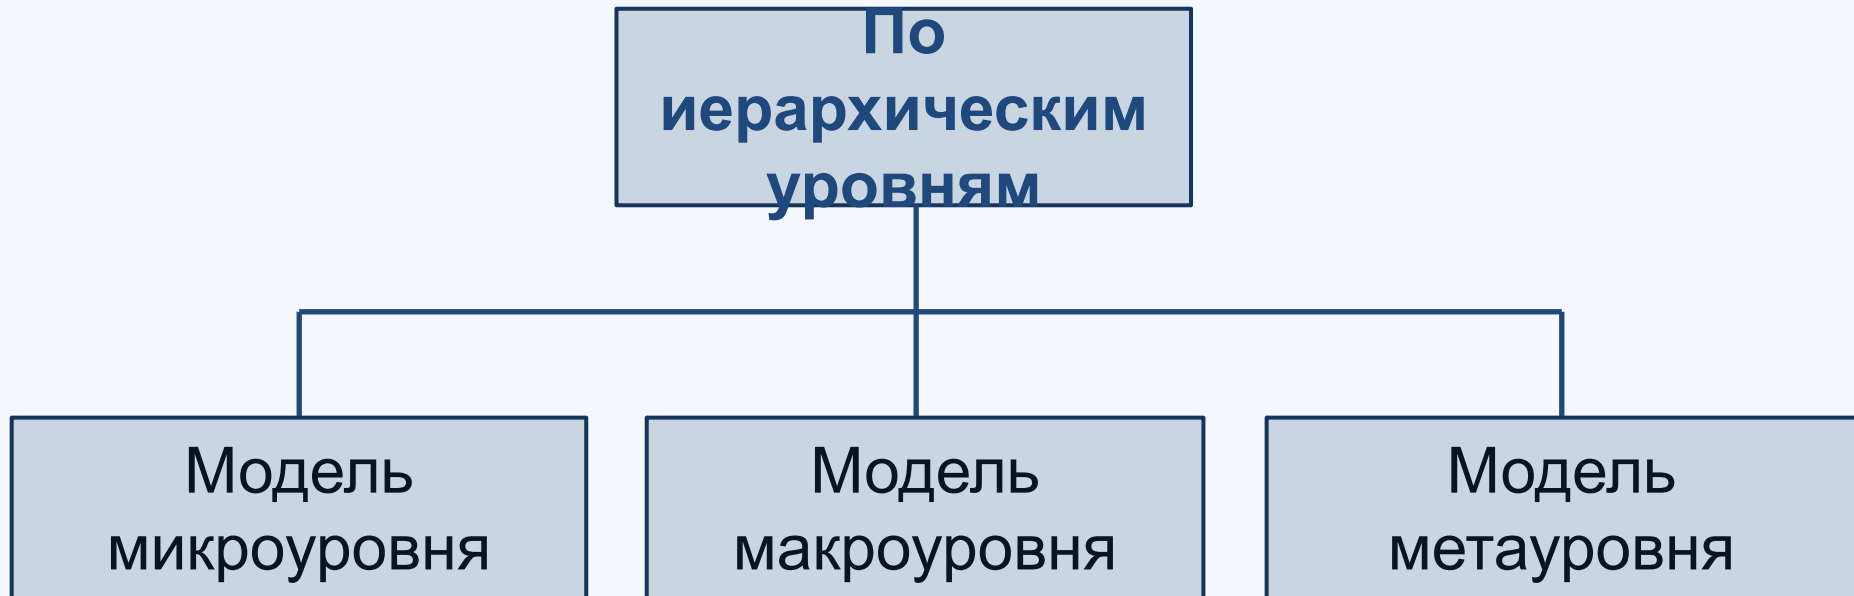 По
иерархическим
уровням
Модель
микроуровня
Модель
макроуровня
Модель
метауровня